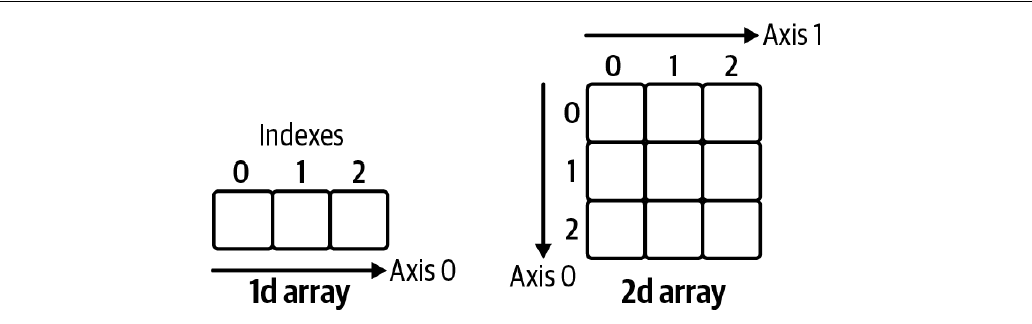 Indexes
0 1 2
Axis 0
1d array
Axis 1
0 1 2
0
1
2
Axis 0
2d array